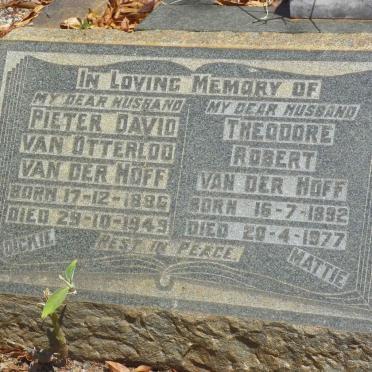 IN LOVING MEMORY OF
MY DEAR HUSBAND
PIETER DAVID
VAN OTTERLOO
VAN DER HOFF
BORN 17-12-1886
DIED 29-10-1949
DICKIE
MY DEAR HUSBAND
THEODORE
ROBERT
VAN DER HOFF
BORN 16-7-1892
DIED 20-4-1977
MATTIE
REST IN PEACE